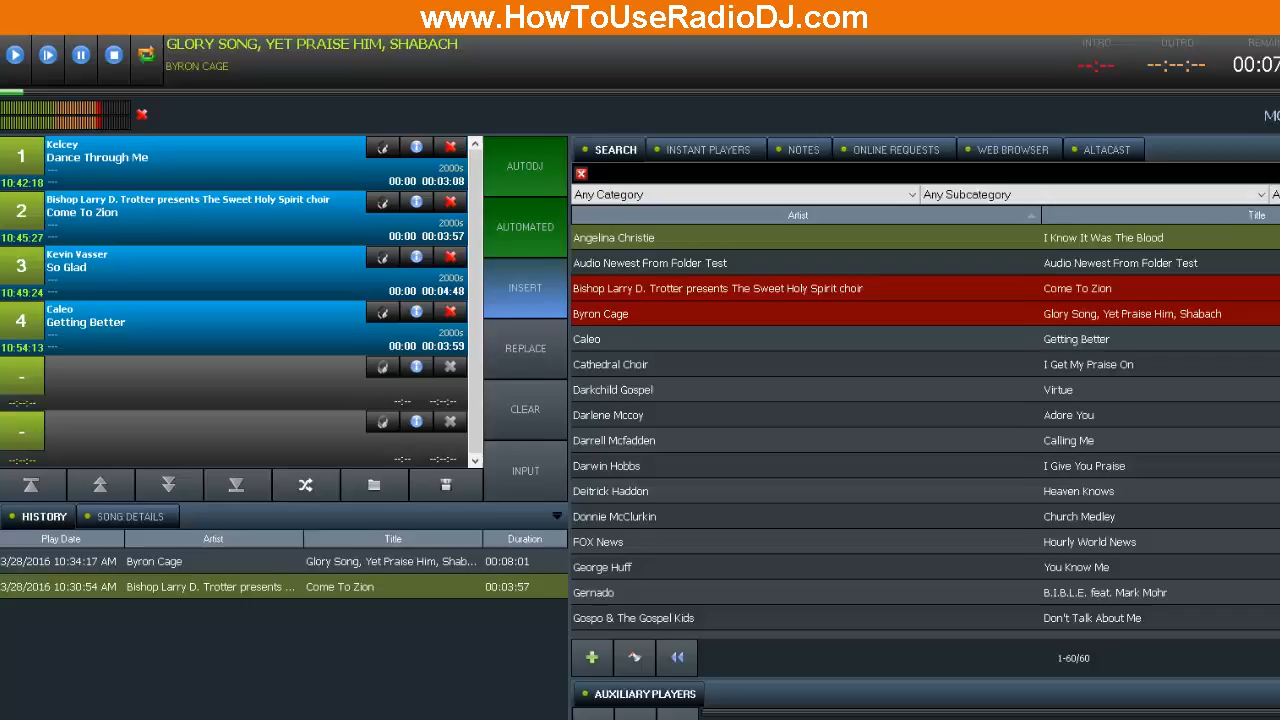 www.HowToUseRadioDJ.com
GLORY SONG, YET PRAISE HIM, SHABACH
BYRON CAGE
INTRO
OUTRO
--:--
--:--:--
00:07
1
Kelcey
Dance Through Me
2000s
---
10:42:18
00:00 00:03:08
2
Bishop Larry D. Trotter presents The Sweet Holy Spirit choir
Come To Zion
2000s
---
10:45:27
00:00 00:03:57
3
Kevin Vasser
So Glad
2000s
---
10:49:24
00:00 00:04:48
4
Caleo
Getting Better
2000s
---
10:54:13
00:00 00:03:59
-
--:--:--
--:-- --:--:--
-
--:--:--
--:-- --:--:--
AUTODJ
AUTOMATED
INSERT
REPLACE
CLEAR
INPUT
SEARCH
INSTANT PLAYERS
NOTES
ONLINE REQUESTS
WEB BROWSER
ALTACAST
Any Category
Any Subcategory
Artist
Title
Angelina Christie
I Know It Was The Blood
Audio Newest From Folder Test
Audio Newest From Folder Test
Bishop Larry D. Trotter presents The Sweet Holy Spirit choir
Come To Zion
Byron Cage
Glory Song, Yet Praise Him, Shabach
Caleo
Getting Better
Cathedral Choir
I Get My Praise On
Darkchild Gospel
Virtue
Darlene Mccoy
Adore You
Darrell Mcfadden
Calling Me
Darwin Hobbs
I Give You Praise
Deitrick Haddon
Heaven Knows
Donnie McClurkin
Church Medley
FOX News
Hourly World News
George Huff
You Know Me
Gernado
B.I.B.L.E. feat. Mark Mohr
Gospo & The Gospel Kids
Don't Talk About Me
1-60/60
AUXILIARY PLAYERS
HISTORY
SONG DETAILS
Play Date
Artist
Title
Duration
3/28/2016 10:34:17 AM
Byron Cage
Glory Song, Yet Praise Him, Shab...
00:08:01
3/28/2016 10:30:54 AM
Bishop Larry D. Trotter presents ...
Come To Zion
00:03:57